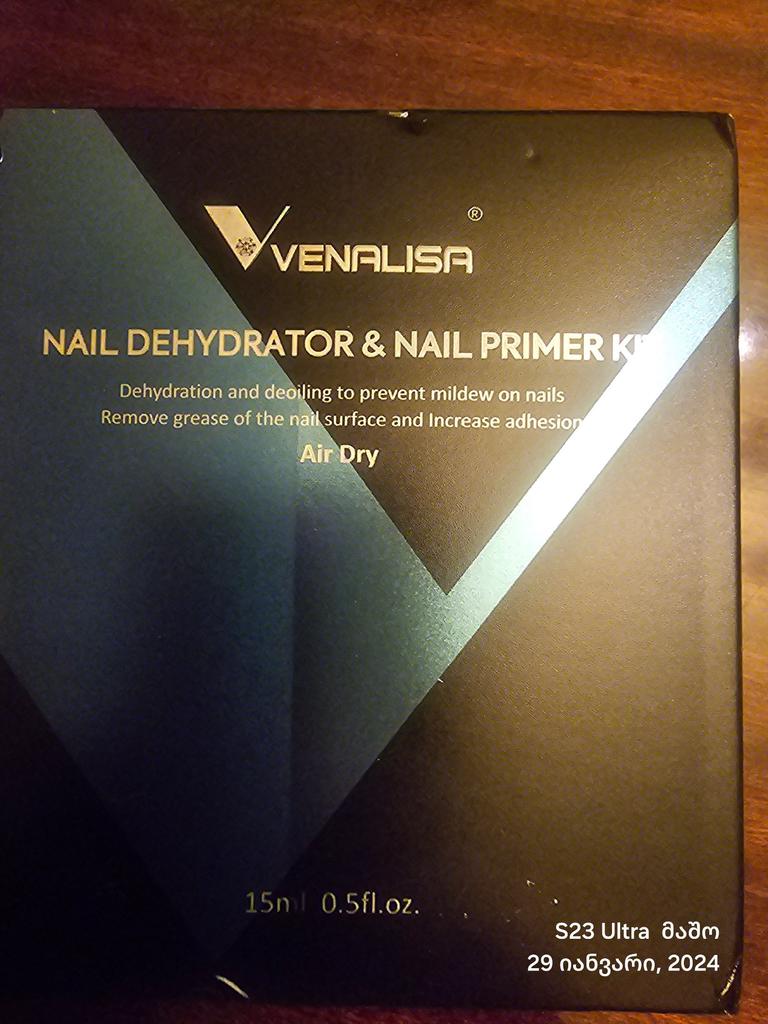 VENALISA ®
NAIL DEHYDRATOR & NAIL PRIMER KIT
Dehydration and deoiling to prevent mildew on nails
Remove grease of the nail surface and Increase adhesion
Air Dry
15ml 0.5fl.oz.
S23 Ultra მაშო
29 იანვარი, 2024